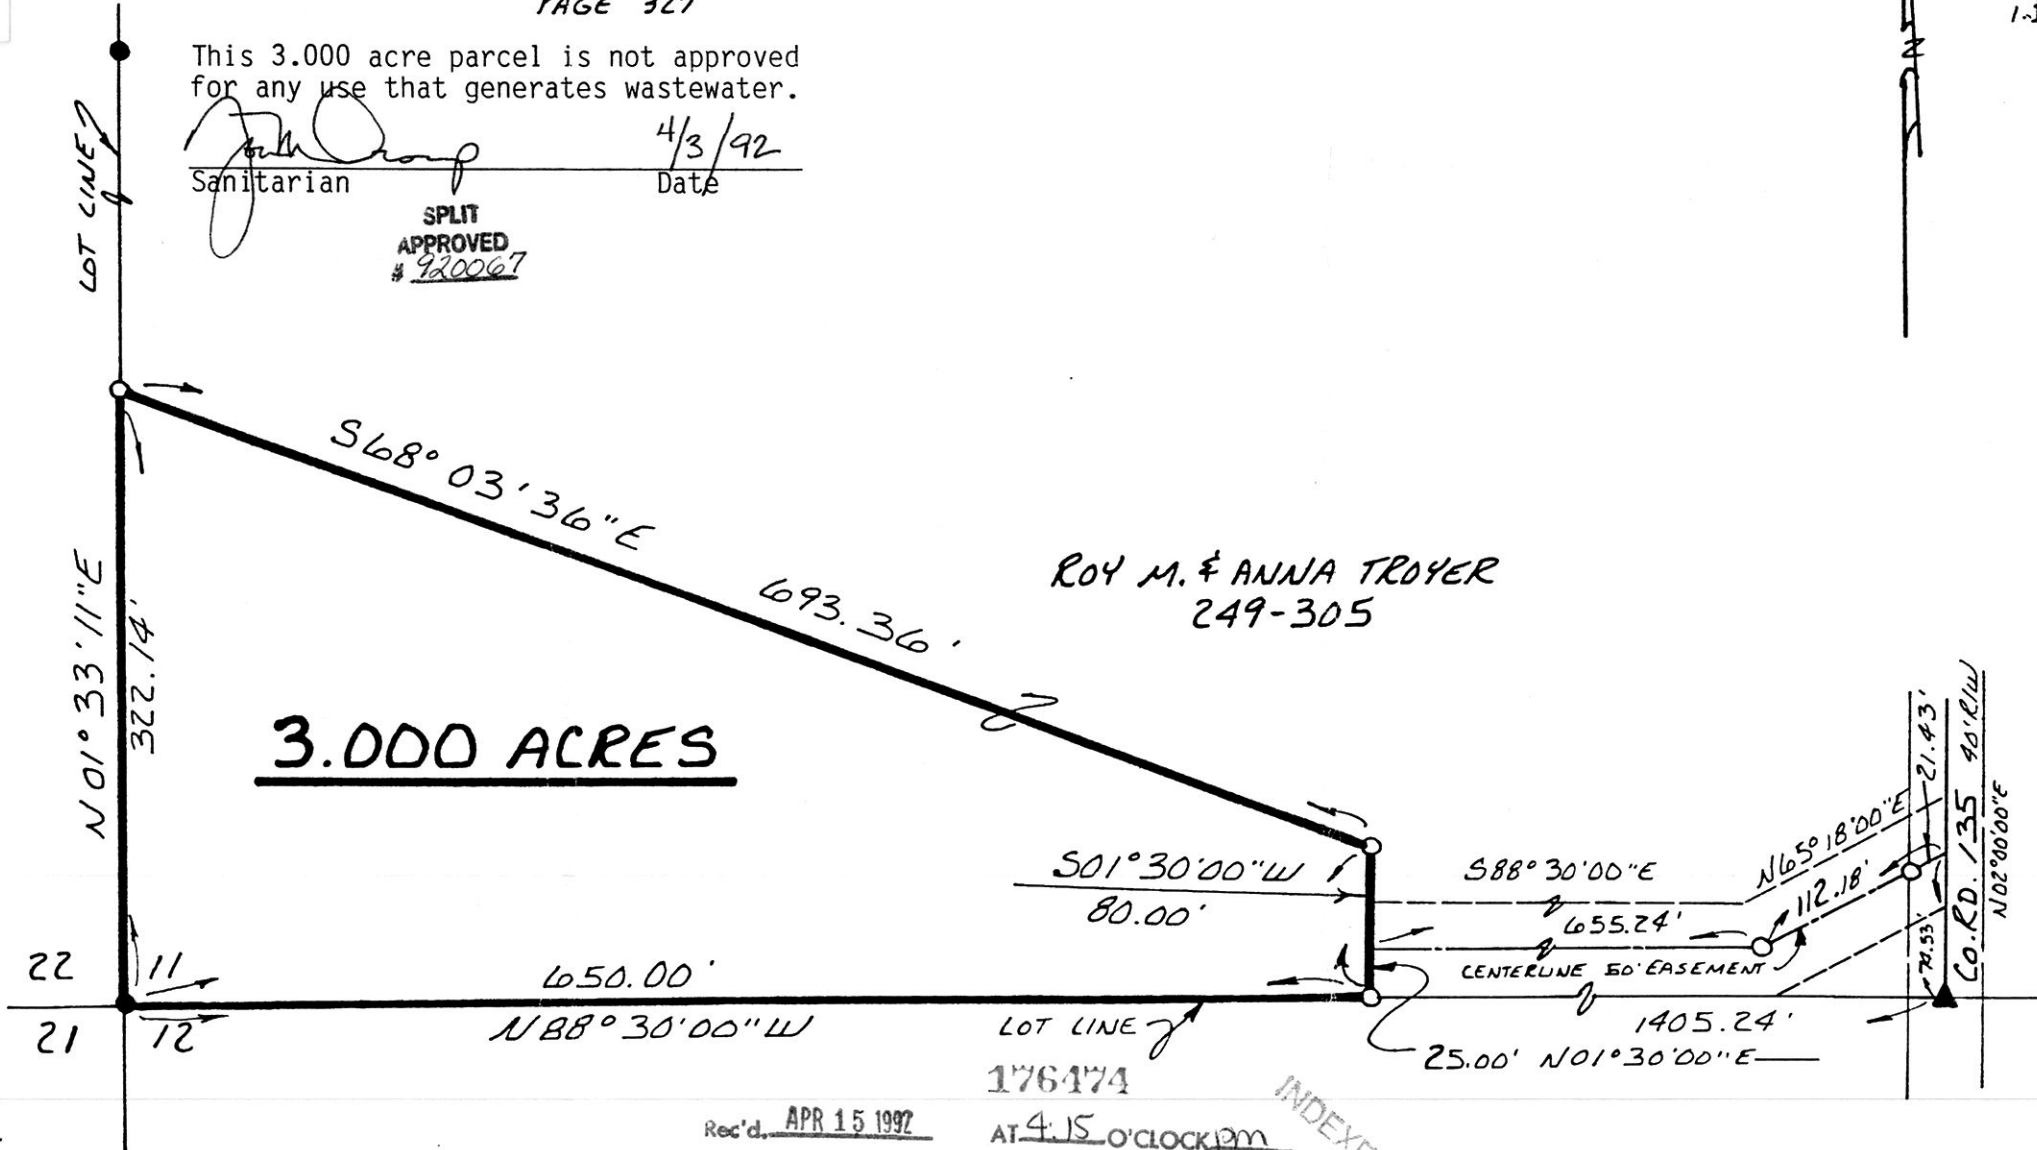 PAGE 327
This 3.000 acre parcel is not approved
for any use that generates wastewater.
4/3/92
Sanitarian Date
SPLIT
APPROVED
# 920067
LOT LINE
N
S68° 03' 36" E
693.36'
N 01° 33' 11" E
322.14'
3.000 ACRES
ROY M. & ANNA TROYER
249-305
S01° 30' 00" W
80.00'
S88° 30' 00" E
655.24'
CENTERLINE 50' EASEMENT
N65° 18' 00" E
112.18'
21.43'
74.53'
CO. RD. 135 40' R/W
N02° 00' 00" E
22 11
21 12
650.00'
N88° 30' 00" W
LOT LINE
1405.24'
25.00' N01° 30' 00" E
176474
Rec'd. APR 15 1992 AT 4:15 O'CLOCK PM